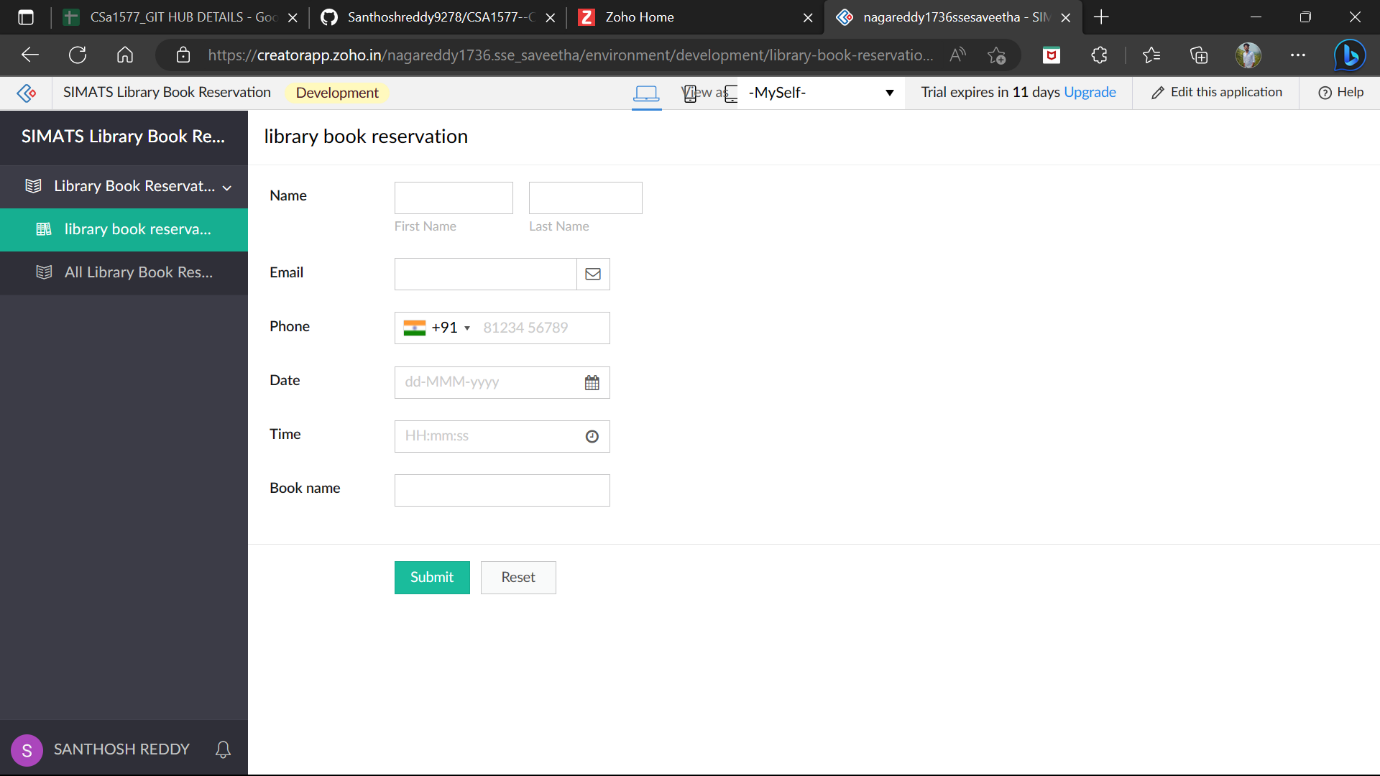 CSa1577_GIT HUB DETAILS - Goo
Santhoshreddy9278/CSA1577--C
Z Zoho Home
nagareddy1736ssesaveetha - SIM
https://creatorapp.zoho.in/nagareddy1736.sse_saveetha/environment/development/library-book-reservatio...
SIMATS Library Book Reservation Development View as -MySelf- Trial expires in 11 days Upgrade Edit this application Help
SIMATS Library Book Re...
library book reservation
Library Book Reservat...
library book reserva...
All Library Book Res...
Name
First Name Last Name
Email
Phone +91 81234 56789
Date dd-MMM-yyyy
Time HH:mm:ss
Book name
Submit Reset
S SANTHOSH REDDY